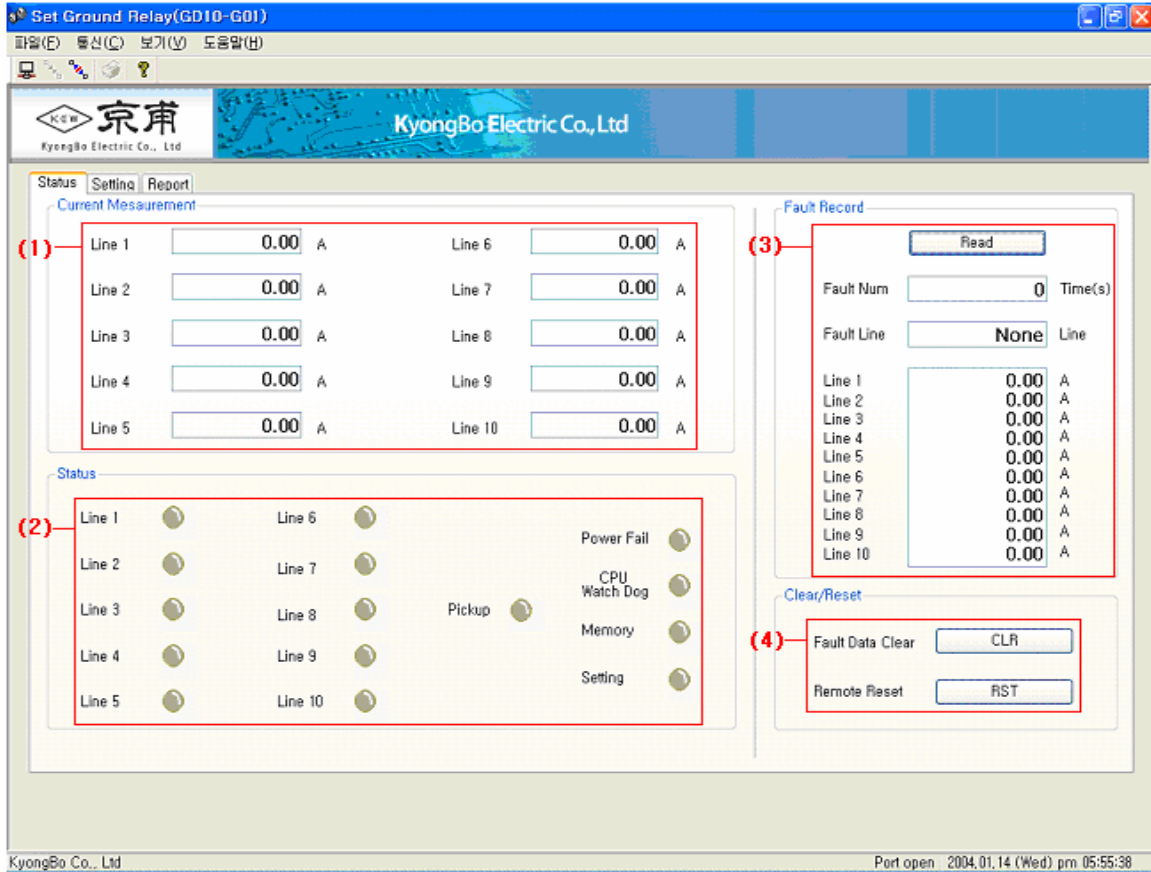 Set Ground Relay(GD10-G01)
파일(F) 통신(C) 보기(V) 도움말(H)
KEW 京甫
KyongBo Electric Co., Ltd
KyongBo Electric Co., Ltd
Status Setting Report
Current Mesaurement
(1)
Line 1 0.00 A Line 6 0.00 A
Line 2 0.00 A Line 7 0.00 A
Line 3 0.00 A Line 8 0.00 A
Line 4 0.00 A Line 9 0.00 A
Line 5 0.00 A Line 10 0.00 A
Status
(2)
Line 1 Line 6
Line 2 Line 7
Line 3 Line 8
Line 4 Line 9
Line 5 Line 10
Pickup
Power Fail
CPU
Watch Dog
Memory
Setting
Fault Record
(3)
Read
Fault Num 0 Time(s)
Fault Line None Line
Line 1 0.00 A
Line 2 0.00 A
Line 3 0.00 A
Line 4 0.00 A
Line 5 0.00 A
Line 6 0.00 A
Line 7 0.00 A
Line 8 0.00 A
Line 9 0.00 A
Line 10 0.00 A
Clear/Reset
(4)
Fault Data Clear CLR
Remote Reset RST
KyongBo Co., Ltd Port open 2004,01,14 (Wed) pm 05:55:38